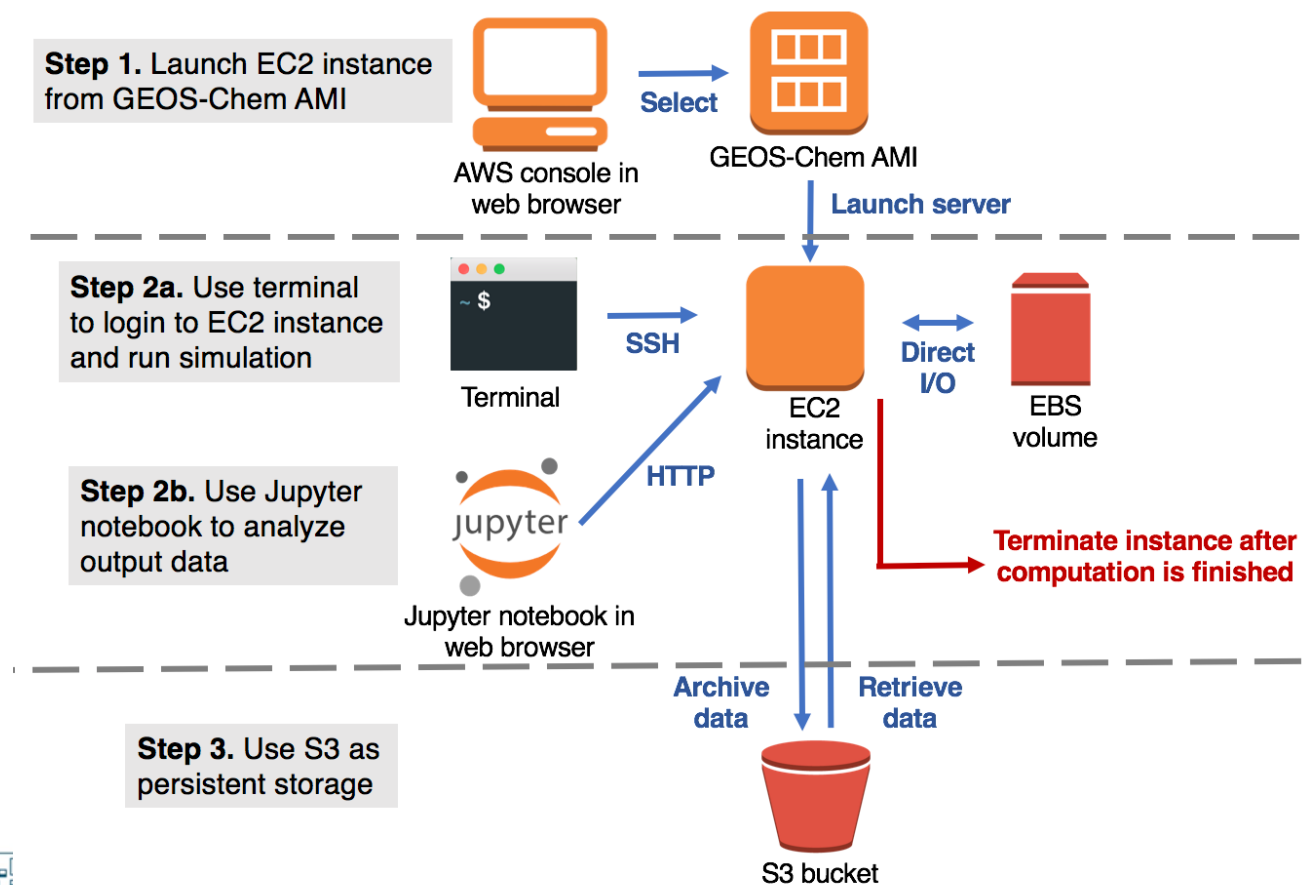 Step 1. Launch EC2 instance
from GEOS-Chem AMI
Select
AWS console in
web browser
GEOS-Chem AMI
Launch server
Step 2a. Use terminal
to login to EC2 instance
and run simulation
~ $
Terminal
SSH
EC2
instance
Direct
I/O
EBS
volume
Step 2b. Use Jupyter
notebook to analyze
output data
jupyter
Jupyter notebook in
web browser
HTTP
Terminate instance after
computation is finished
Archive
data
Retrieve
data
Step 3. Use S3 as
persistent storage
S3 bucket